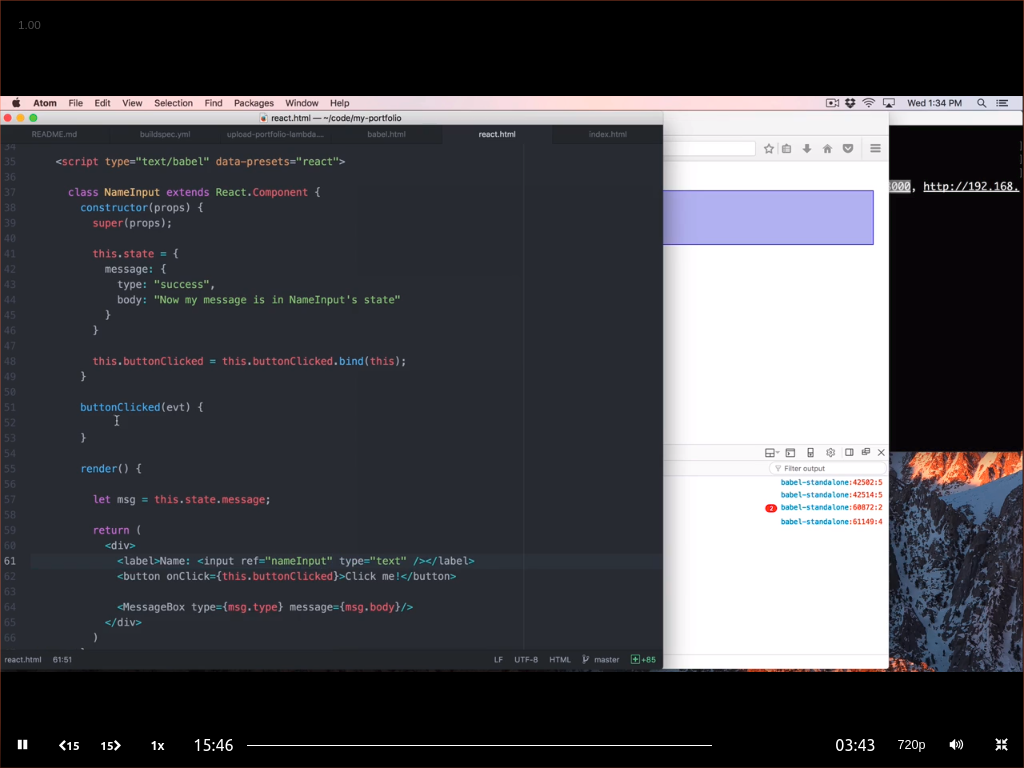 1.00
Atom File Edit View Selection Find Packages Window Help Wed 1:34 PM
react.html — ~/code/my-portfolio
README.md buildspec.yml upload-portfolio-lambda.... babel.html react.html index.html
34
35 <script type="text/babel" data-presets="react">
36
37 class NameInput extends React.Component {
38 constructor(props) {
39 super(props);
40
41 this.state = {
42 message: {
43 type: "success",
44 body: "Now my message is in NameInput's state"
45 }
46 }
47
48 this.buttonClicked = this.buttonClicked.bind(this);
49 }
50
51 buttonClicked(evt) {
52
53 }
54
55 render() {
56
57 let msg = this.state.message;
58
59 return (
60 <div>
61 <label>Name: <input ref="nameInput" type="text" /></label>
62 <button onClick={this.buttonClicked}>Click me!</button>
63
64 <MessageBox type={msg.type} message={msg.body}/>
65 </div>
66 )
react.html 61:51 LF UTF-8 HTML master +85
000, http://192.168.
Filter output
babel-standalone:42502:5
babel-standalone:42514:5
2 babel-standalone:60872:2
babel-standalone:61149:4
15 15 1x 15:46 03:43 720p